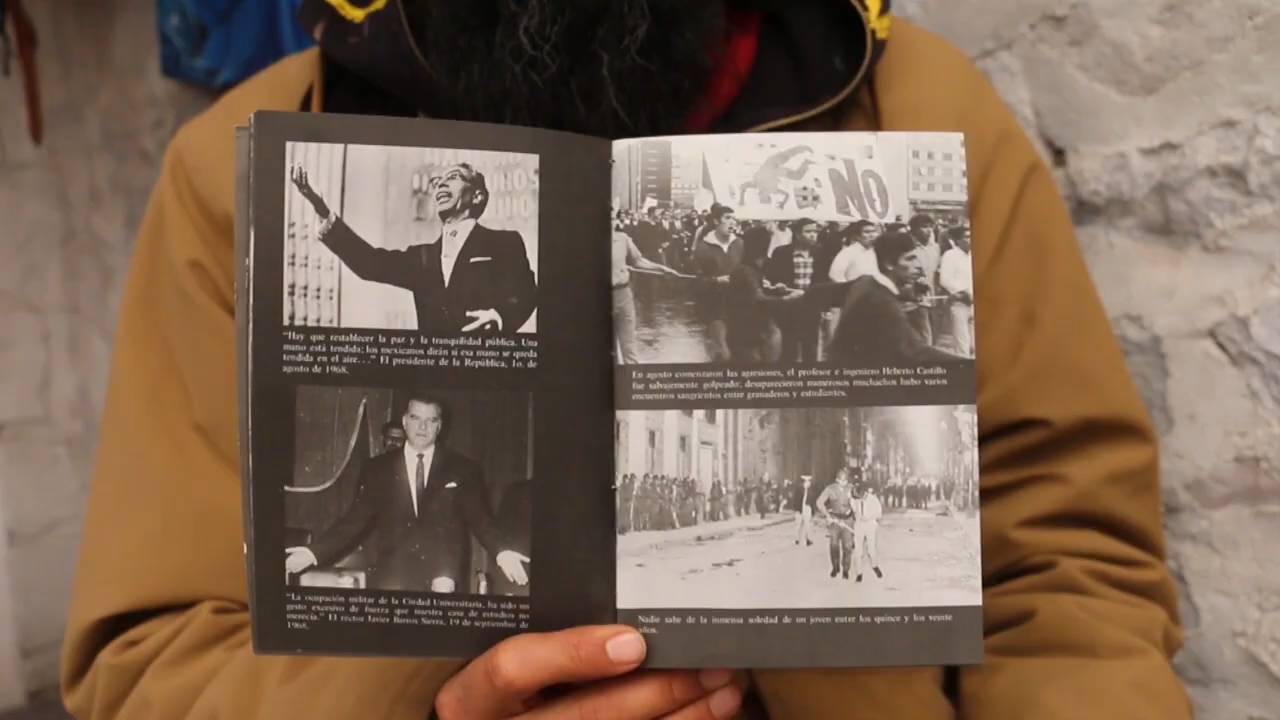 "Hay que restablecer la paz y la tranquilidad pública. Una
mano está tendida; los mexicanos dirán si esa mano se queda
tendida en el aire..." El presidente de la República, 1o. de
agosto de 1968.
"La ocupación militar de la Ciudad Universitaria, ha sido un
gesto excesivo de fuerza que nuestra casa de estudios no
merecía." El rector Javier Barros Sierra, 19 de septiembre de
1968.
NO
En agosto comenzaron las agresiones, el profesor e ingeniero Heberto Castillo
fue salvajemente golpeado; desaparecieron numerosos muchachos hubo varios
encuentros sangrientos entre granaderos y estudiantes.
Nadie sabe de la inmensa soledad de un joven entre los quince y los veinte
años.